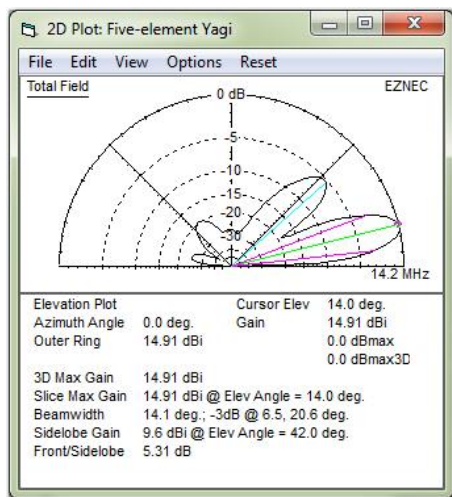 2D Plot: Five-element Yagi
File Edit View Options Reset
Total Field
EZNEC
0 dB
-5
-10
-15
-20
-30
14.2 MHz
Elevation Plot
Azimuth Angle 0.0 deg.
Outer Ring 14.91 dBi
Cursor Elev 14.0 deg.
Gain 14.91 dBi
0.0 dBmax
0.0 dBmax3D
3D Max Gain 14.91 dBi
Slice Max Gain 14.91 dBi @ Elev Angle = 14.0 deg.
Beamwidth 14.1 deg.; -3dB @ 6.5, 20.6 deg.
Sidelobe Gain 9.6 dBi @ Elev Angle = 42.0 deg.
Front/Sidelobe 5.31 dB